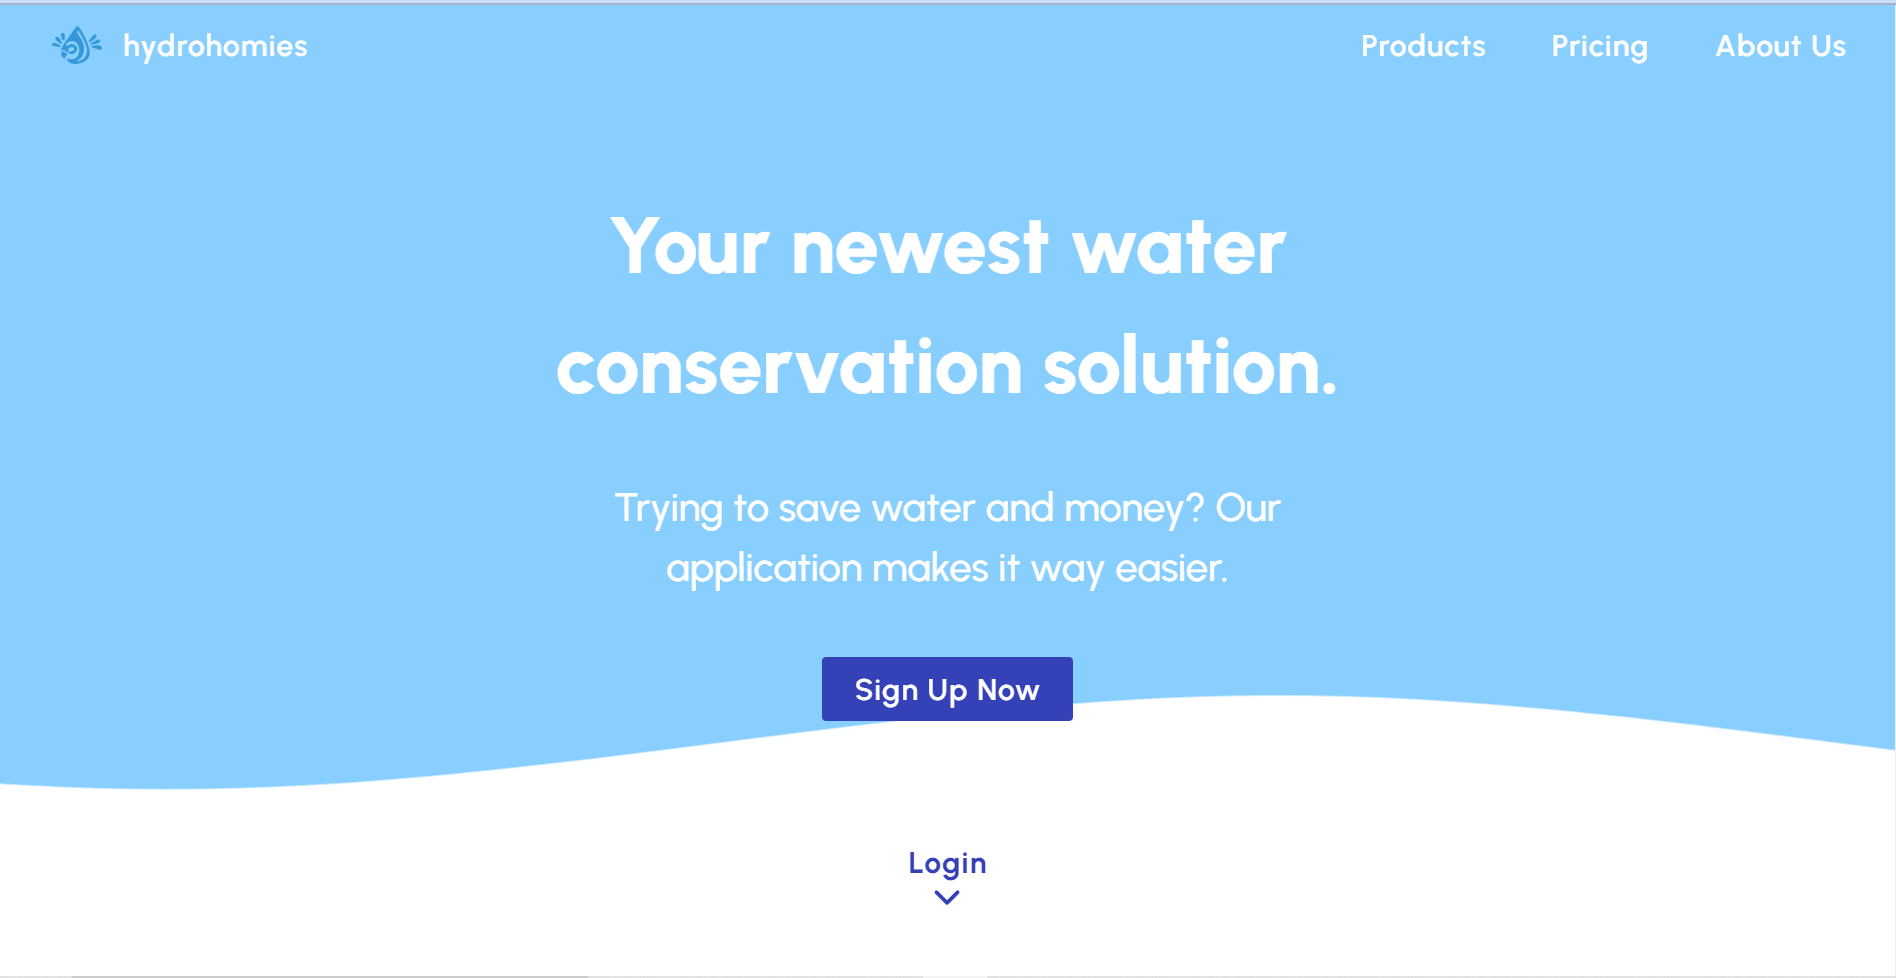 hydrohomies
Products
Pricing
About Us
Your newest water
conservation solution.
Trying to save water and money? Our
application makes it way easier.
Sign Up Now
Login